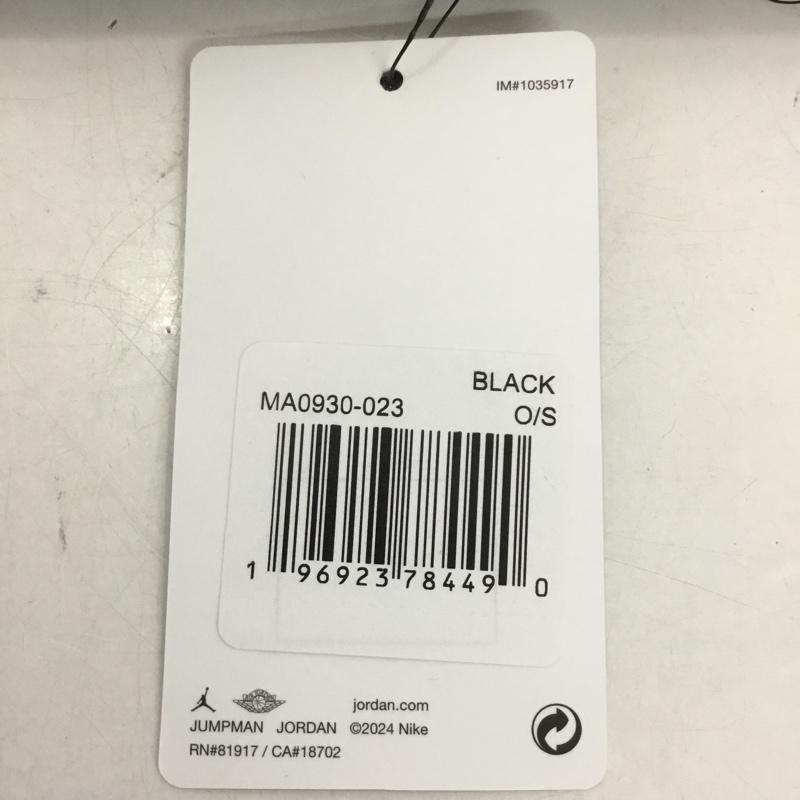 IM#1035917
BLACK
MA0930-023
O/S
1 96923 78449 0
jordan.com
JUMPMAN JORDAN ©2024 Nike
RN#81917 / CA#18702